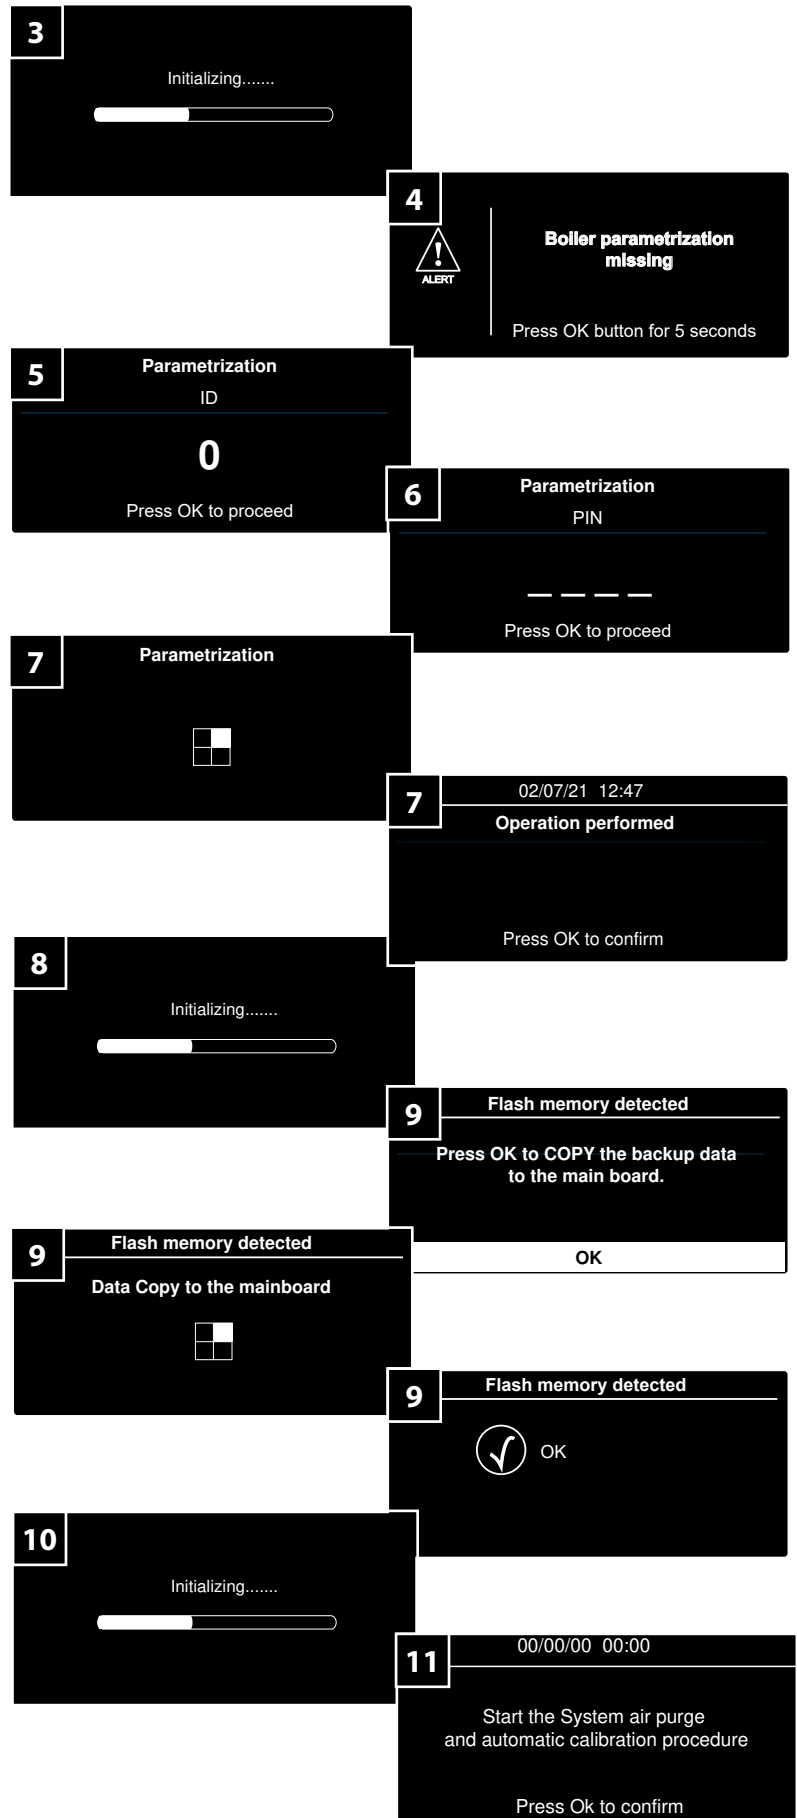 3
Initializing.......
4
ALERT
Boiler parametrization
missing
Press OK button for 5 seconds
5
Parametrization
ID
0
Press OK to proceed
6
Parametrization
PIN
_ _ _ _
Press OK to proceed
7
Parametrization
7
02/07/21 12:47
Operation performed
Press OK to confirm
8
Initializing.......
9
Flash memory detected
Press OK to COPY the backup data
to the main board.
OK
9
Flash memory detected
Data Copy to the mainboard
9
Flash memory detected
OK
10
Initializing.......
11
00/00/00 00:00
Start the System air purge
and automatic calibration procedure
Press Ok to confirm